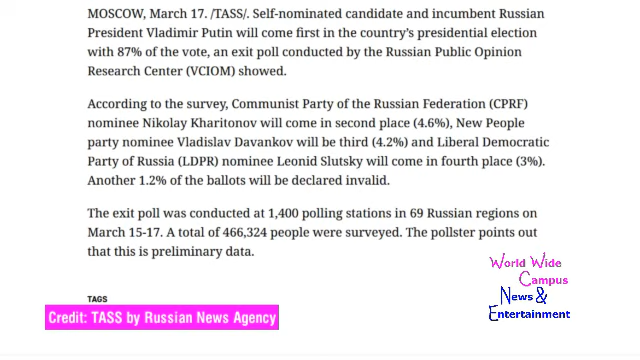 MOSCOW, March 17. /TASS/. Self-nominated candidate and incumbent Russian
President Vladimir Putin will come first in the country's presidential election
with 87% of the vote, an exit poll conducted by the Russian Public Opinion
Research Center (VCIOM) showed.
According to the survey, Communist Party of the Russian Federation (CPRF)
nominee Nikolay Kharitonov will come in second place (4.6%), New People
party nominee Vladislav Davankov will be third (4.2%) and Liberal Democratic
Party of Russia (LDPR) nominee Leonid Slutsky will come in fourth place (3%).
Another 1.2% of the ballots will be declared invalid.
The exit poll was conducted at 1,400 polling stations in 69 Russian regions on
March 15-17. A total of 466,324 people were surveyed. The pollster points out
that this is preliminary data.
World Wide
Campus
News &
Entertainment
TAGS
Credit: TASS by Russian News Agency